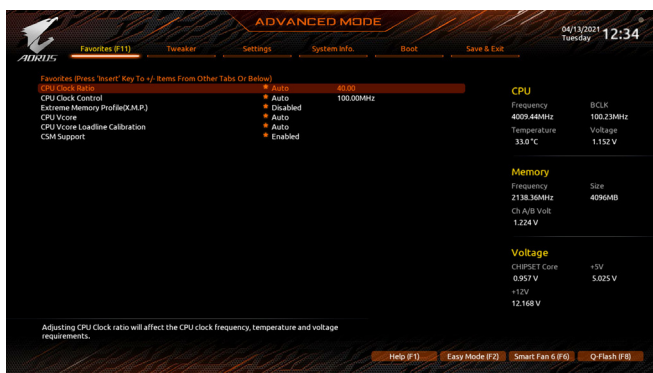 ADVANCED MODE
04/13/2021 Tuesday 12:34
AORUS
Favorites (F11) Tweaker Settings System Info. Boot Save & Exit
Favorites (Press 'Insert' Key To +/- Items From Other Tabs Or Below)
CPU Clock Ratio Auto 40.00
CPU Clock Control Auto 100.00MHz
Extreme Memory Profile(X.M.P.) Disabled
CPU Vcore Auto
CPU Vcore Loadline Calibration Auto
CSM Support Enabled
CPU
Frequency BCLK
4009.44MHz 100.23MHz
Temperature Voltage
33.0 °C 1.152 V
Memory
Frequency Size
2138.36MHz 4096MB
Ch A/B Volt
1.224 V
Voltage
CHIPSET Core +5V
0.957 V 5.025 V
+12V
12.168 V
Adjusting CPU Clock ratio will affect the CPU clock frequency, temperature and voltage
requirements.
Help (F1) Easy Mode (F2) Smart Fan 6 (F6) Q-Flash (F8)